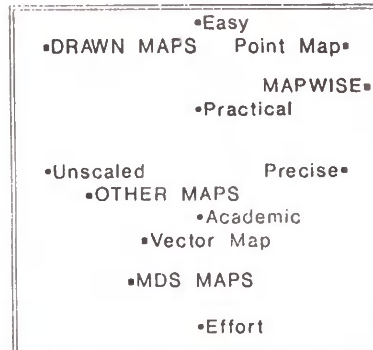 •Easy
•DRAWN MAPS Point Map•
MAPWISE•
•Practical
•Unscaled Precise•
•OTHER MAPS
•Academic
•Vector Map
•MDS MAPS
•Effort